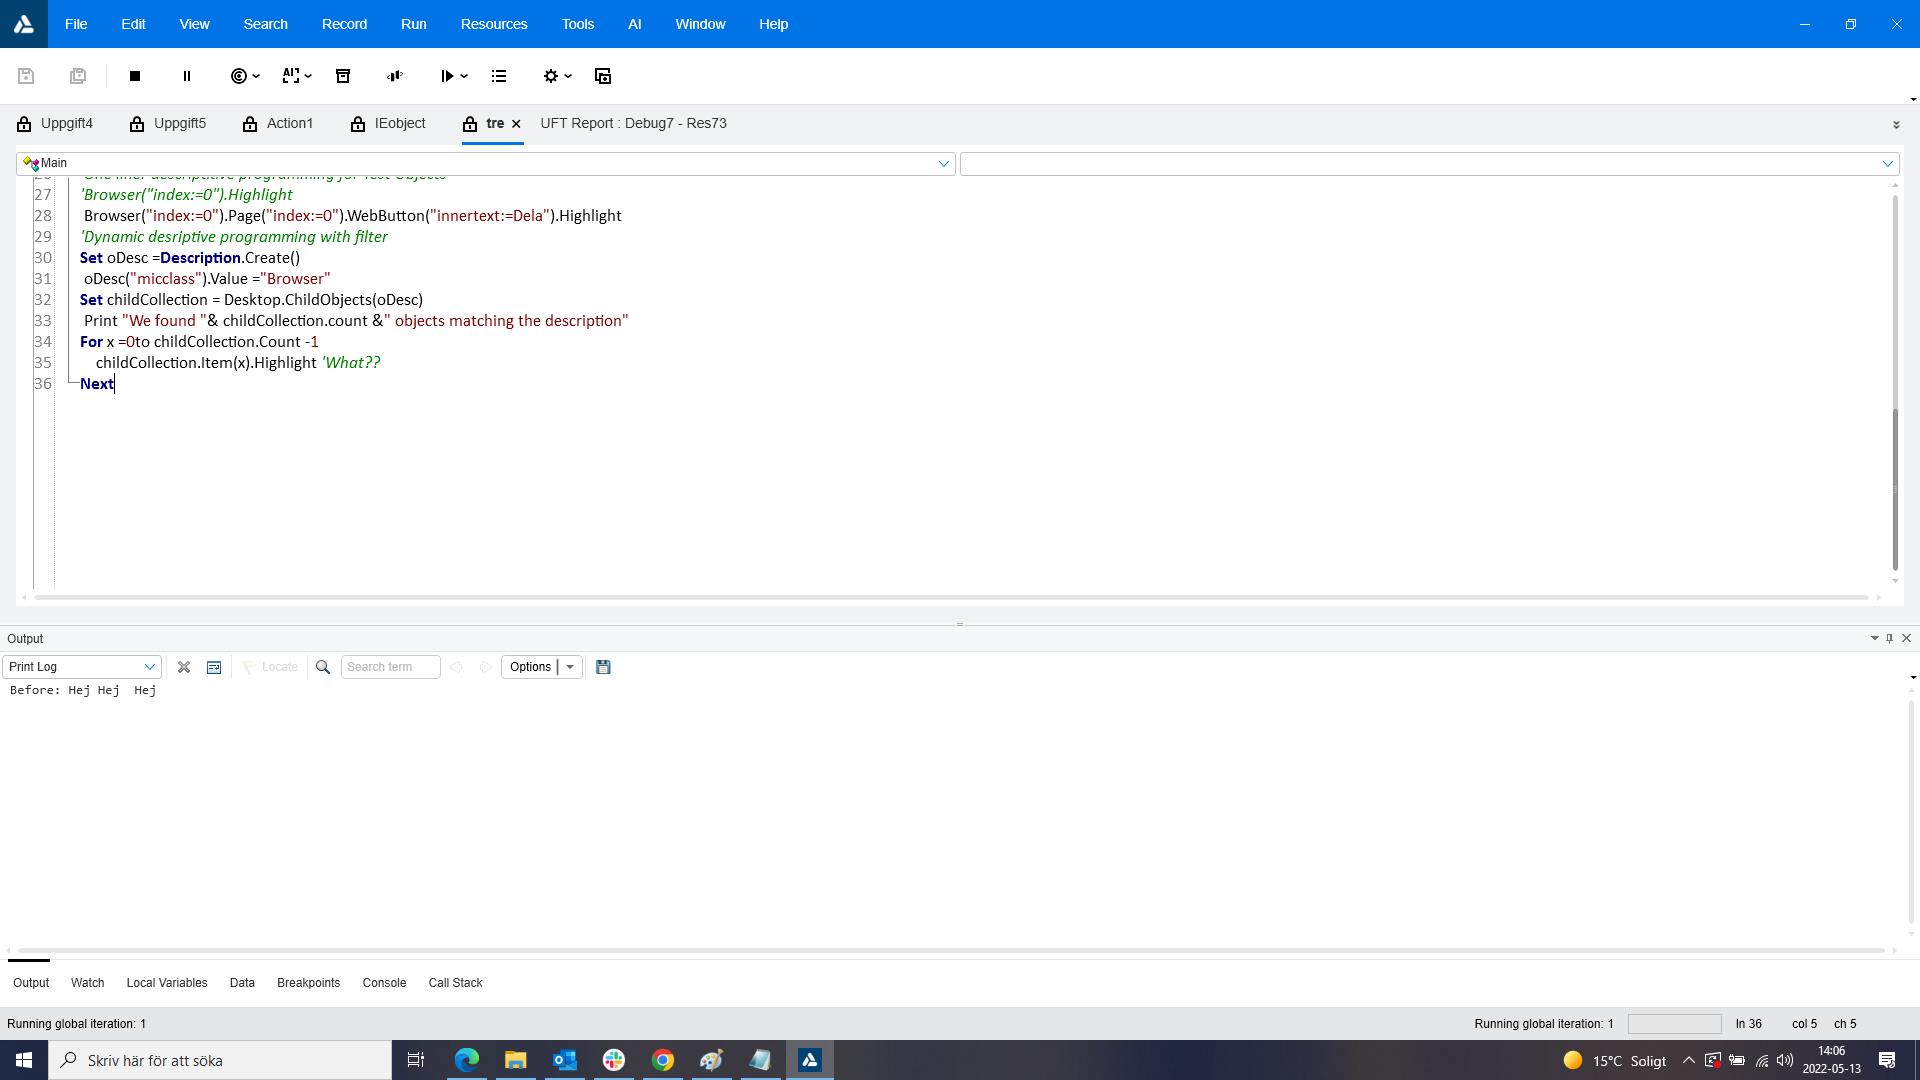 File Edit View Search Record Run Resources Tools AI Window Help
Uppgift4 Uppgift5 Action1 IEobject tre UFT Report : Debug7 - Res73
Main
27 'Browser("index:=0").Highlight
28 Browser("index:=0").Page("index:=0").WebButton("innertext:=Dela").Highlight
29 'Dynamic desriptive programming with filter
30 Set oDesc =Description.Create()
31 oDesc("micclass").Value ="Browser"
32 Set childCollection = Desktop.ChildObjects(oDesc)
33 Print "We found "& childCollection.count &" objects matching the description"
34 For x =0to childCollection.Count -1
35 childCollection.Item(x).Highlight 'What??
36 Next
Output
Print Log Locate Search term Options
Before: Hej Hej  Hej
Output Watch Local Variables Data Breakpoints Console Call Stack
Running global iteration: 1 Running global iteration: 1 ln 36 col 5 ch 5
Skriv här för att söka 15°C Soligt 14:06
2022-05-13